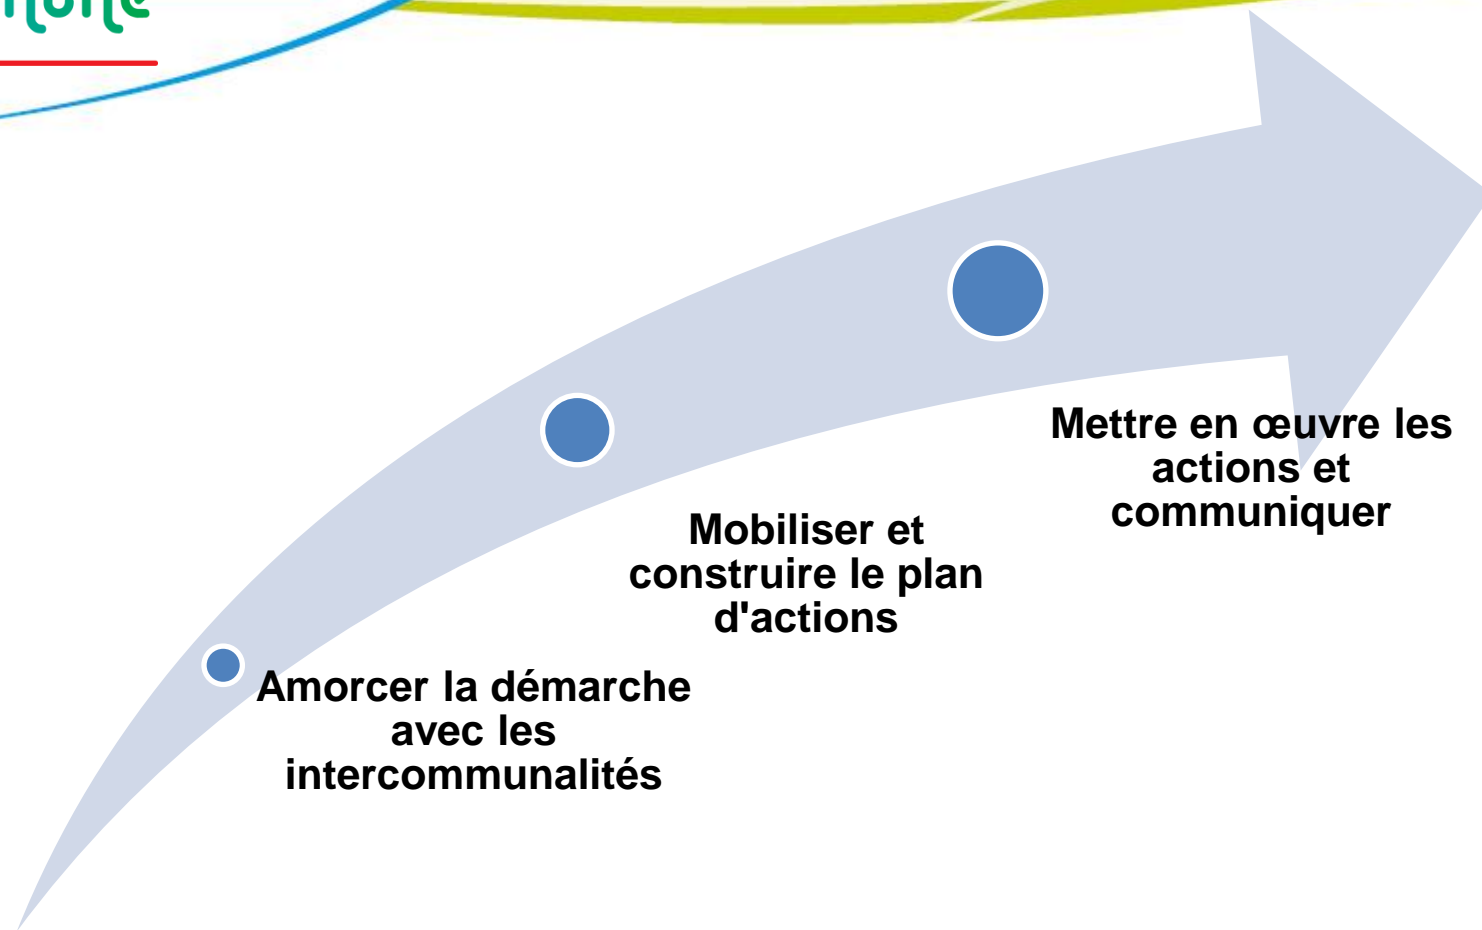 Amorcer la démarche
avec les
intercommunalités
Mobiliser et
construire le plan
d'actions
Mettre en œuvre les
actions et
communiquer